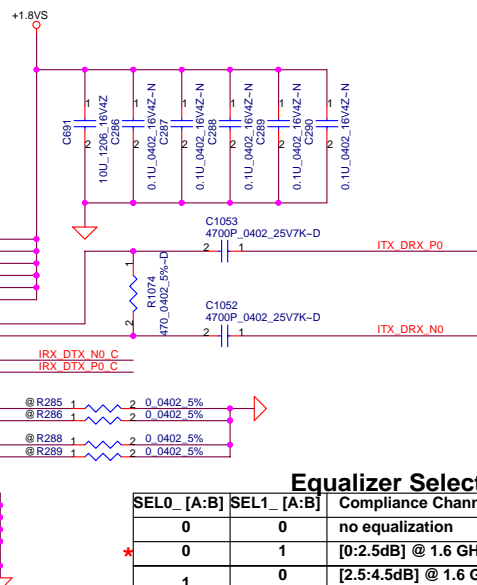 +1.8VS
1 1 1 1 1 1
2 2 2 2 2 2
C691
10U_1206_16V4Z
C286
0.1U_0402_16V4Z~N
C287
0.1U_0402_16V4Z~N
C288
0.1U_0402_16V4Z~N
C289
0.1U_0402_16V4Z~N
C290
0.1U_0402_16V4Z~N
C1053
4700P_0402_25V7K~D
2 1 ITX_DRX_P0
1
R1074
470_0402_5%~D
2
C1052
4700P_0402_25V7K~D
2 1 ITX_DRX_N0
IRX_DTX_N0_C
IRX_DTX_P0_C
@R285 1 2 0_0402_5%
@R286 1 2 0_0402_5%
@R288 1 2 0_0402_5%
@R289 1 2 0_0402_5%
Equalizer Select
SEL0_ [A:B] SEL1_ [A:B] Compliance Chann
0 0 no equalization
* 0 1 [0:2.5dB] @ 1.6 GH
1 0 [2.5:4.5dB] @ 1.6 G